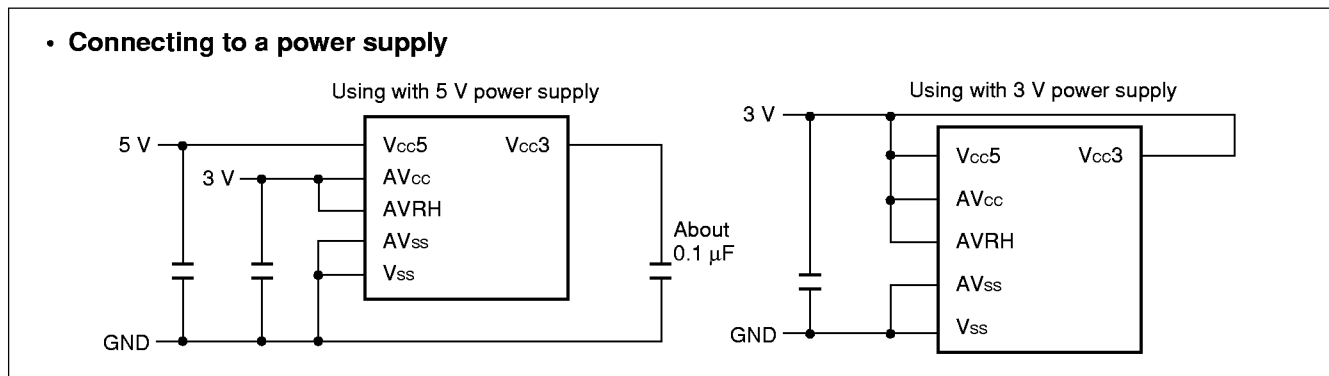 • Connecting to a power supply
Using with 5 V power supply
5 V
3 V
GND
VCC5
VCC3
AVCC
AVRH
AVSS
VSS
About
0.1 μF
Using with 3 V power supply
3 V
GND
VCC5
VCC3
AVCC
AVRH
AVSS
VSS